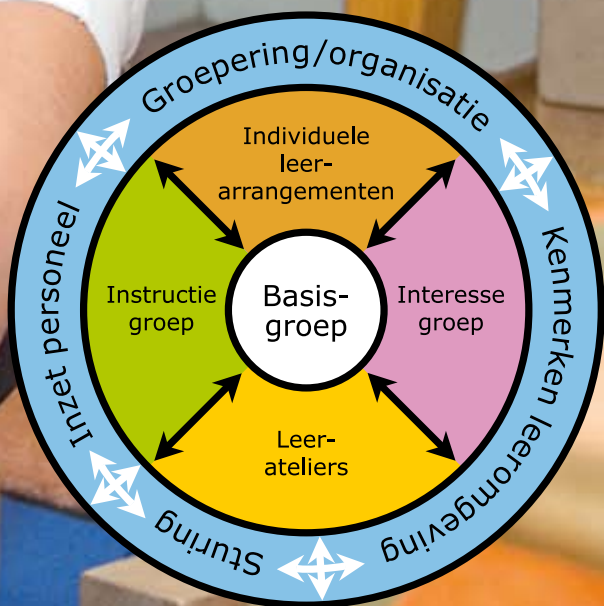 Groepering/organisatie
Individuele
leer-
arrangementen
Inzet personeel
Instructie
groep
Basis-
groep
Interesse
groep
Kenmerken leeromgeving
Leer-
ateliers
Sturing